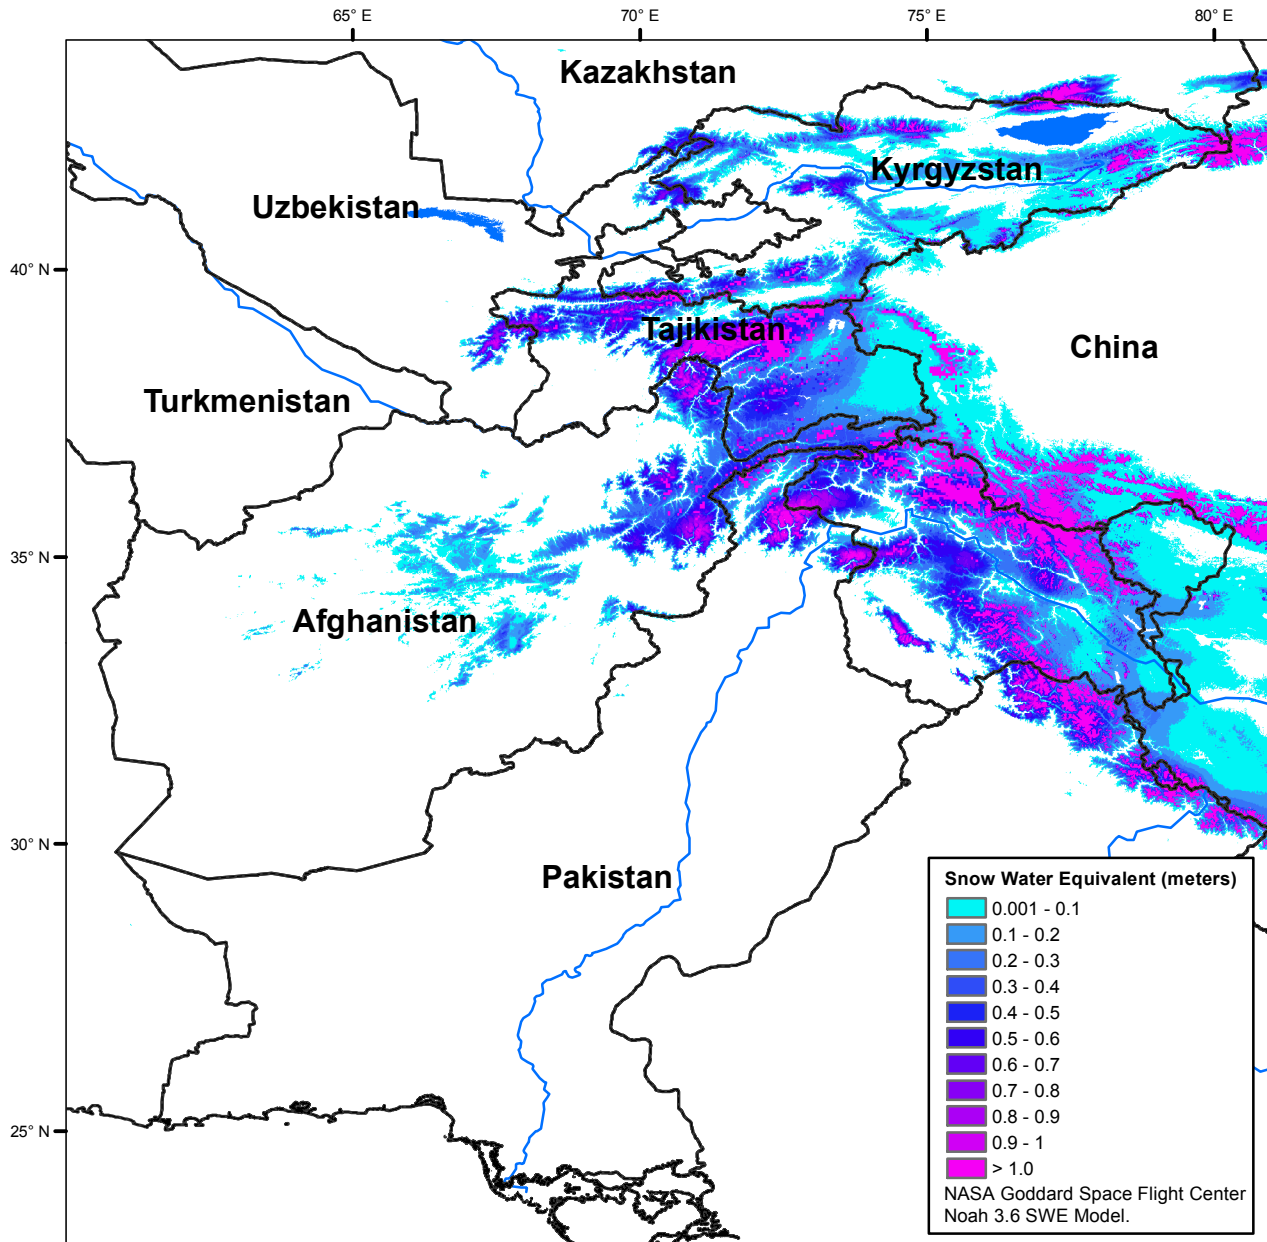 65° E
70° E
75° E
80° E
Kazakhstan
Kyrgyzstan
Uzbekistan
40° N
Tajikistan
China
Turkmenistan
35° N
Afghanistan
30° N
Pakistan
25° N
Snow Water Equivalent (meters)
0.001 - 0.1
0.1 - 0.2
0.2 - 0.3
0.3 - 0.4
0.4 - 0.5
0.5 - 0.6
0.6 - 0.7
0.7 - 0.8
0.8 - 0.9
0.9 - 1
> 1.0
NASA Goddard Space Flight Center
Noah 3.6 SWE Model.